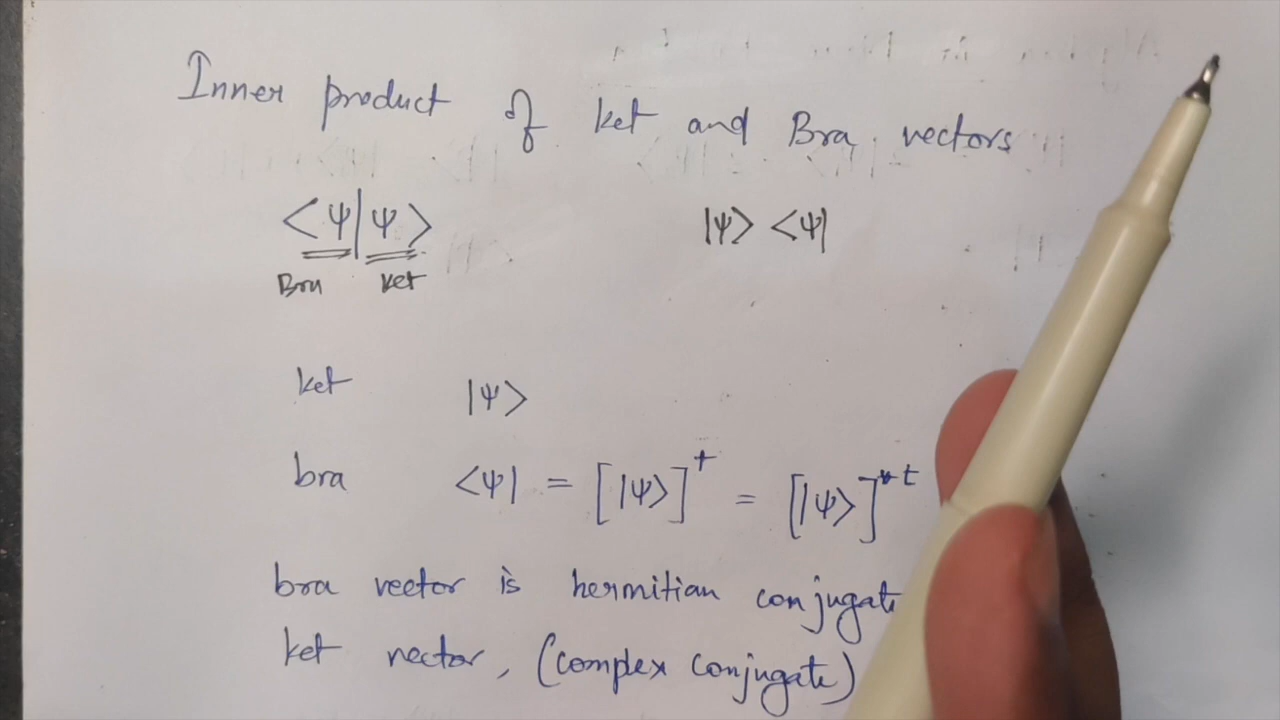 Inner product of ket and Bra vectors
<ψ|ψ> |ψ> <ψ|
Bra ket
ket |ψ>
bra <ψ| = [|ψ>]^† = [|ψ>]^{*t}
bra vector is hermitian conjugate
ket vector, (complex conjugate)